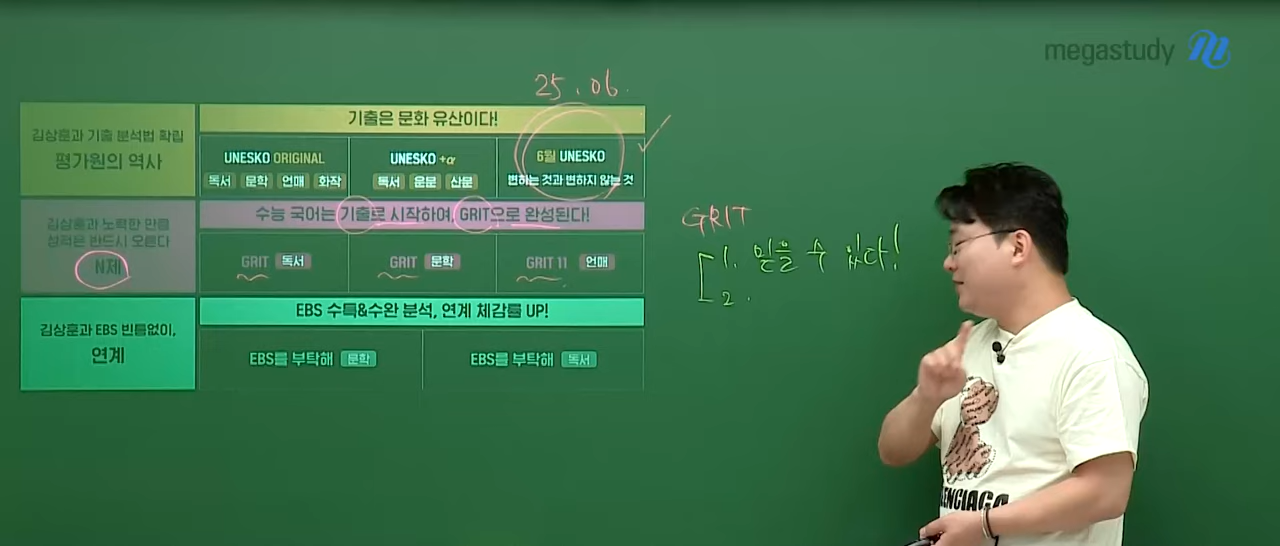 megastudy
25.06.
김상훈과 기출 분석법 확립
평가원의 역사
기출은 문화 유산이다!
UNESKO ORIGINAL
독서 문학 언매 화작
UNESKO +α
독서 운문 산문
6월 UNESKO
변하는 것과 변하지 않는 것
김상훈과 노력한 만큼
성적은 반드시 오른다
N제
수능 국어는 기출로 시작하여, GRIT으로 완성된다!
GRIT 독서
GRIT 문학
GRIT 11 언매
김상훈과 EBS 빈틈없이,
연계
EBS 수특&수완 분석, 연계 체감률 UP!
EBS를 부탁해 문학
EBS를 부탁해 독서
GRIT
1. 믿을 수 있다!
2.
LENCIAGA